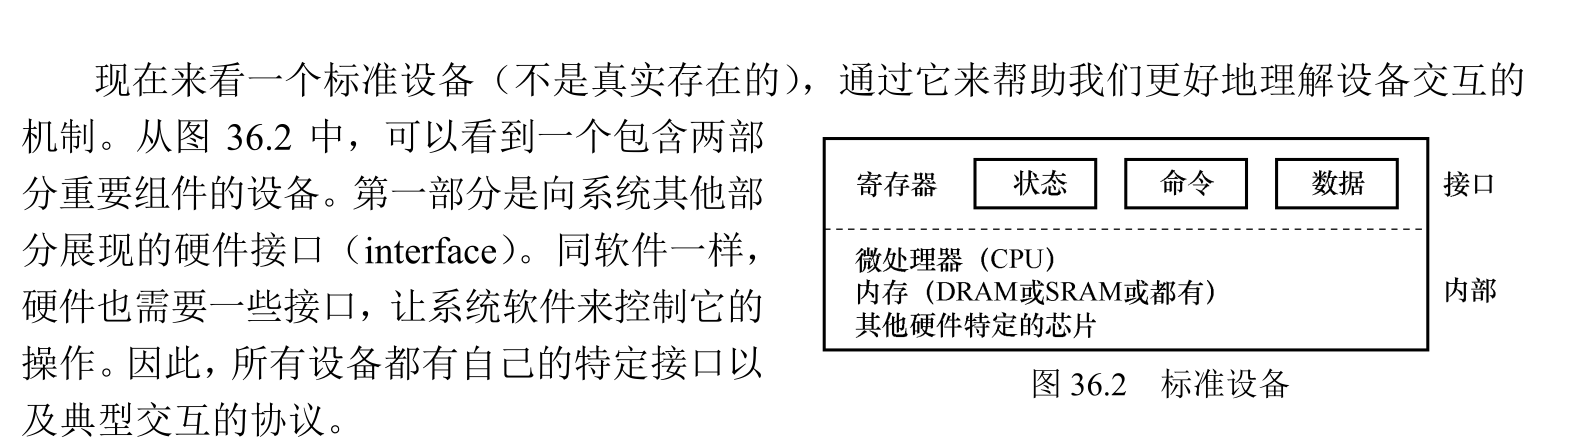 现在来看一个标准设备（不是真实存在的），通过它来帮助我们更好地理解设备交互的
机制。从图 36.2 中，可以看到一个包含两部
分重要组件的设备。第一部分是向系统其他部
分展现的硬件接口（interface）。同软件一样，
硬件也需要一些接口，让系统软件来控制它的
操作。因此，所有设备都有自己的特定接口以
及典型交互的协议。
寄存器 状态 命令 数据 接口
微处理器（CPU）
内存（DRAM或SRAM或都有）
其他硬件特定的芯片
内部
图 36.2 标准设备